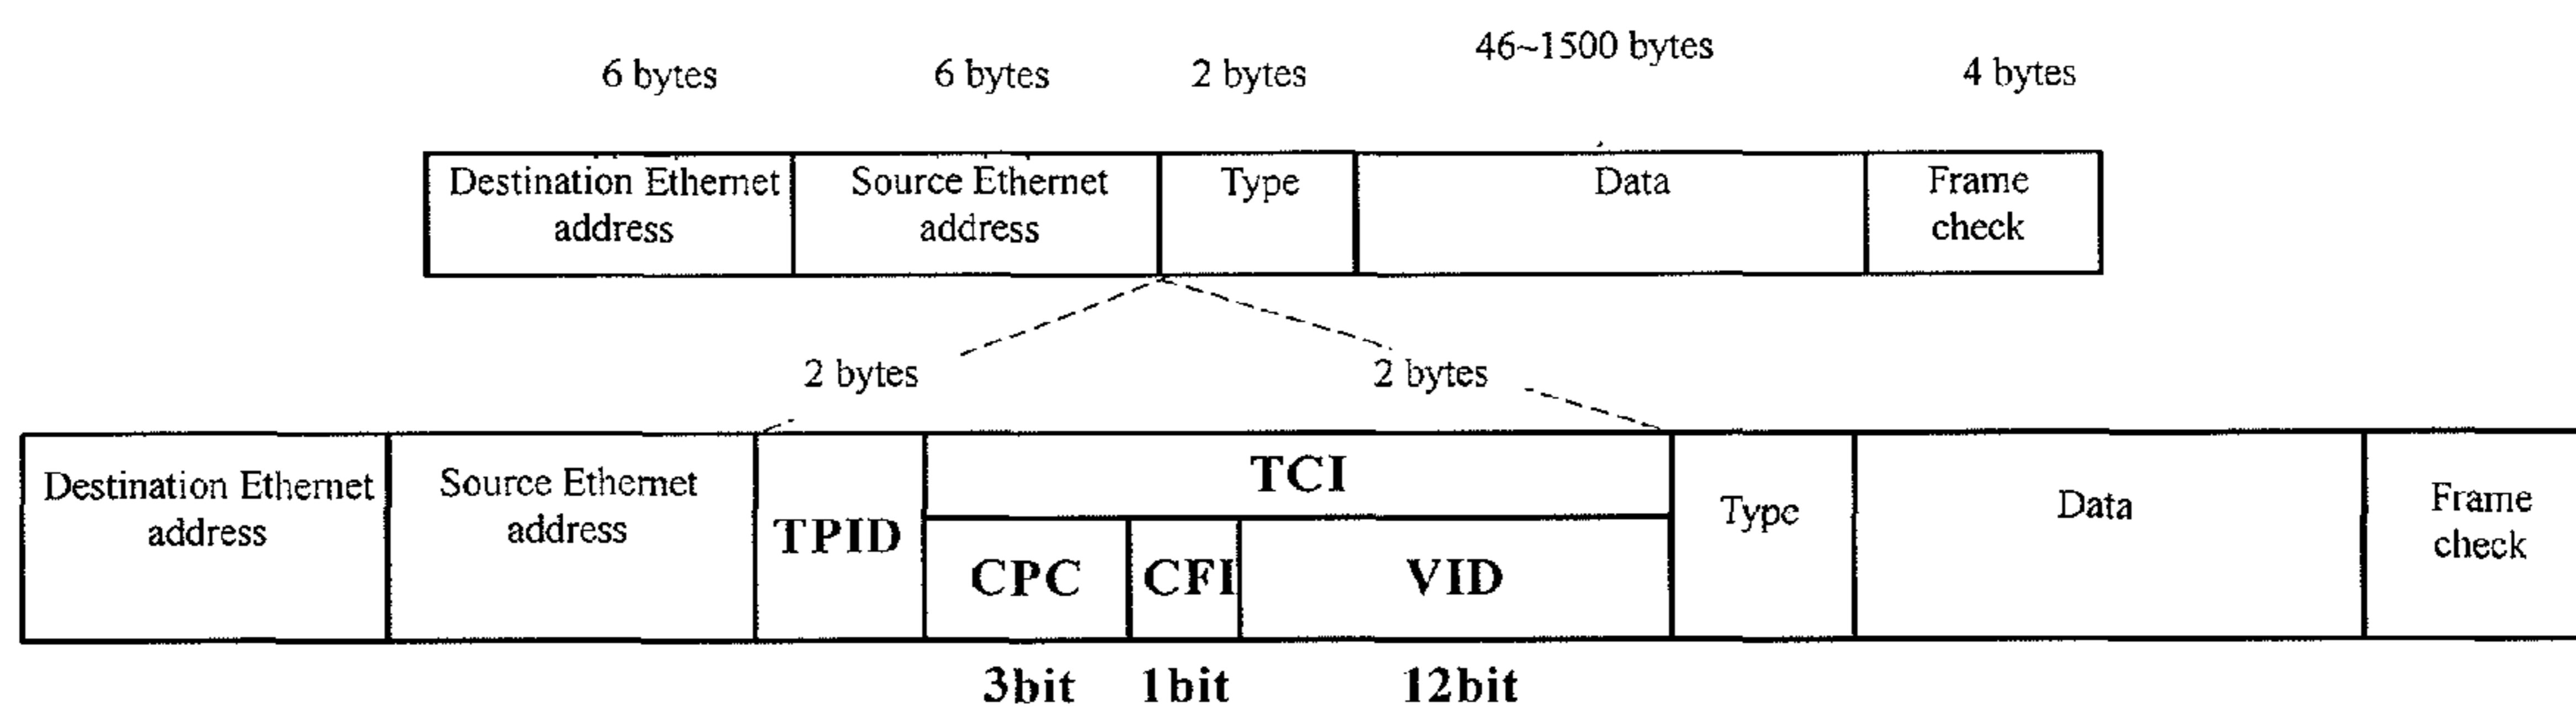 6 bytes 6 bytes 2 bytes 46~1500 bytes 4 bytes
Destination Ethernet address
Source Ethernet address
Type
Data
Frame check
2 bytes 2 bytes
Destination Ethernet address
Source Ethernet address
TPID
TCI
CPC
CFI
VID
Type
Data
Frame check
3bit 1bit 12bit